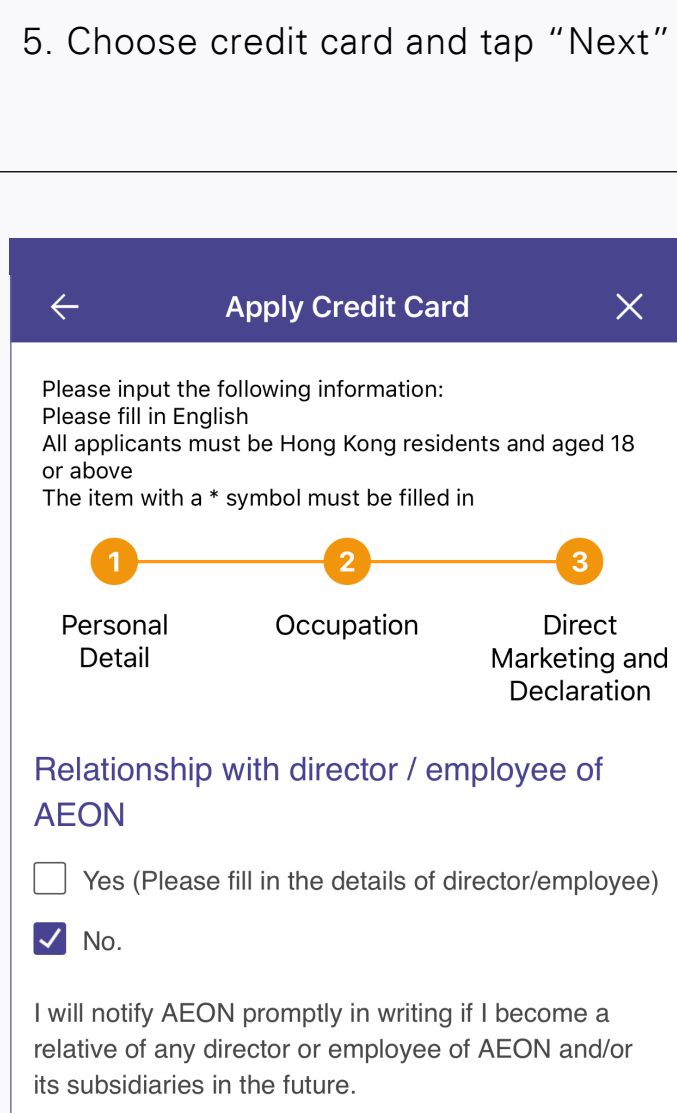 5. Choose credit card and tap “Next”
Apply Credit Card
Please input the following information:
Please fill in English
All applicants must be Hong Kong residents and aged 18
or above
The item with a * symbol must be filled in
1
2
3
Personal
Detail
Occupation
Direct
Marketing and
Declaration
Relationship with director / employee of
AEON
Yes (Please fill in the details of director/employee)
No.
I will notify AEON promptly in writing if I become a
relative of any director or employee of AEON and/or
its subsidiaries in the future.